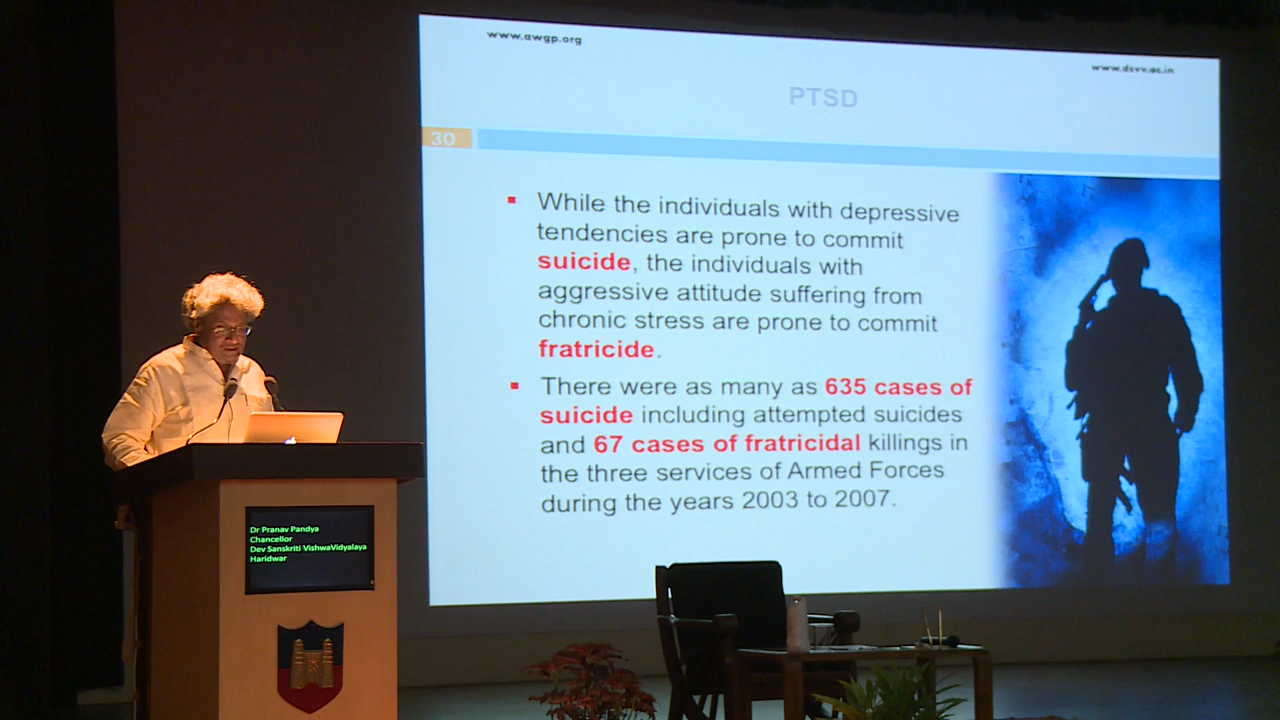 www.awgp.org
www.dsvv.ac.in
PTSD
30
While the individuals with depressive
tendencies are prone to commit
suicide, the individuals with
aggressive attitude suffering from
chronic stress are prone to commit
fratricide.
There were as many as 635 cases of
suicide including attempted suicides
and 67 cases of fratricidal killings in
the three services of Armed Forces
during the years 2003 to 2007.
Dr Pranav Pandya
Chancellor
Dev Sanskriti VishwaVidyalaya
Haridwar